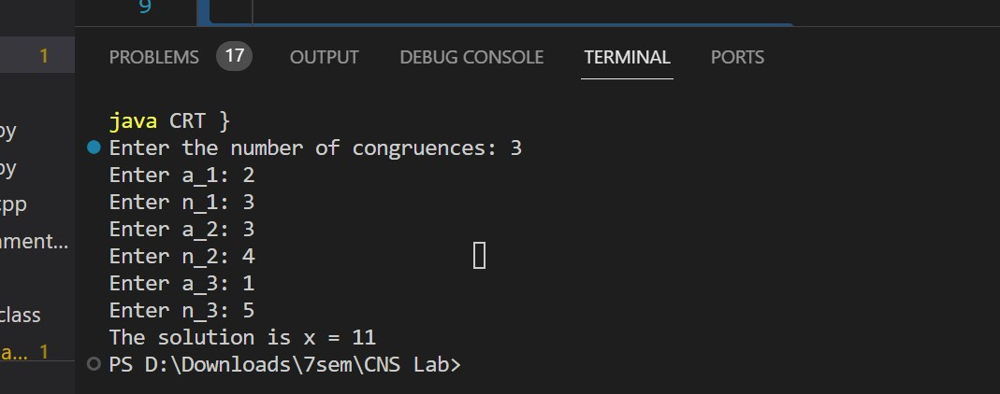 9
1
PROBLEMS 17 OUTPUT DEBUG CONSOLE TERMINAL PORTS
java CRT }
Enter the number of congruences: 3
Enter a_1: 2
Enter n_1: 3
Enter a_2: 3
Enter n_2: 4
Enter a_3: 1
Enter n_3: 5
The solution is x = 11
PS D:\Downloads\7sem\CNS Lab>
py
py
cpp
ament...
class
a... 1